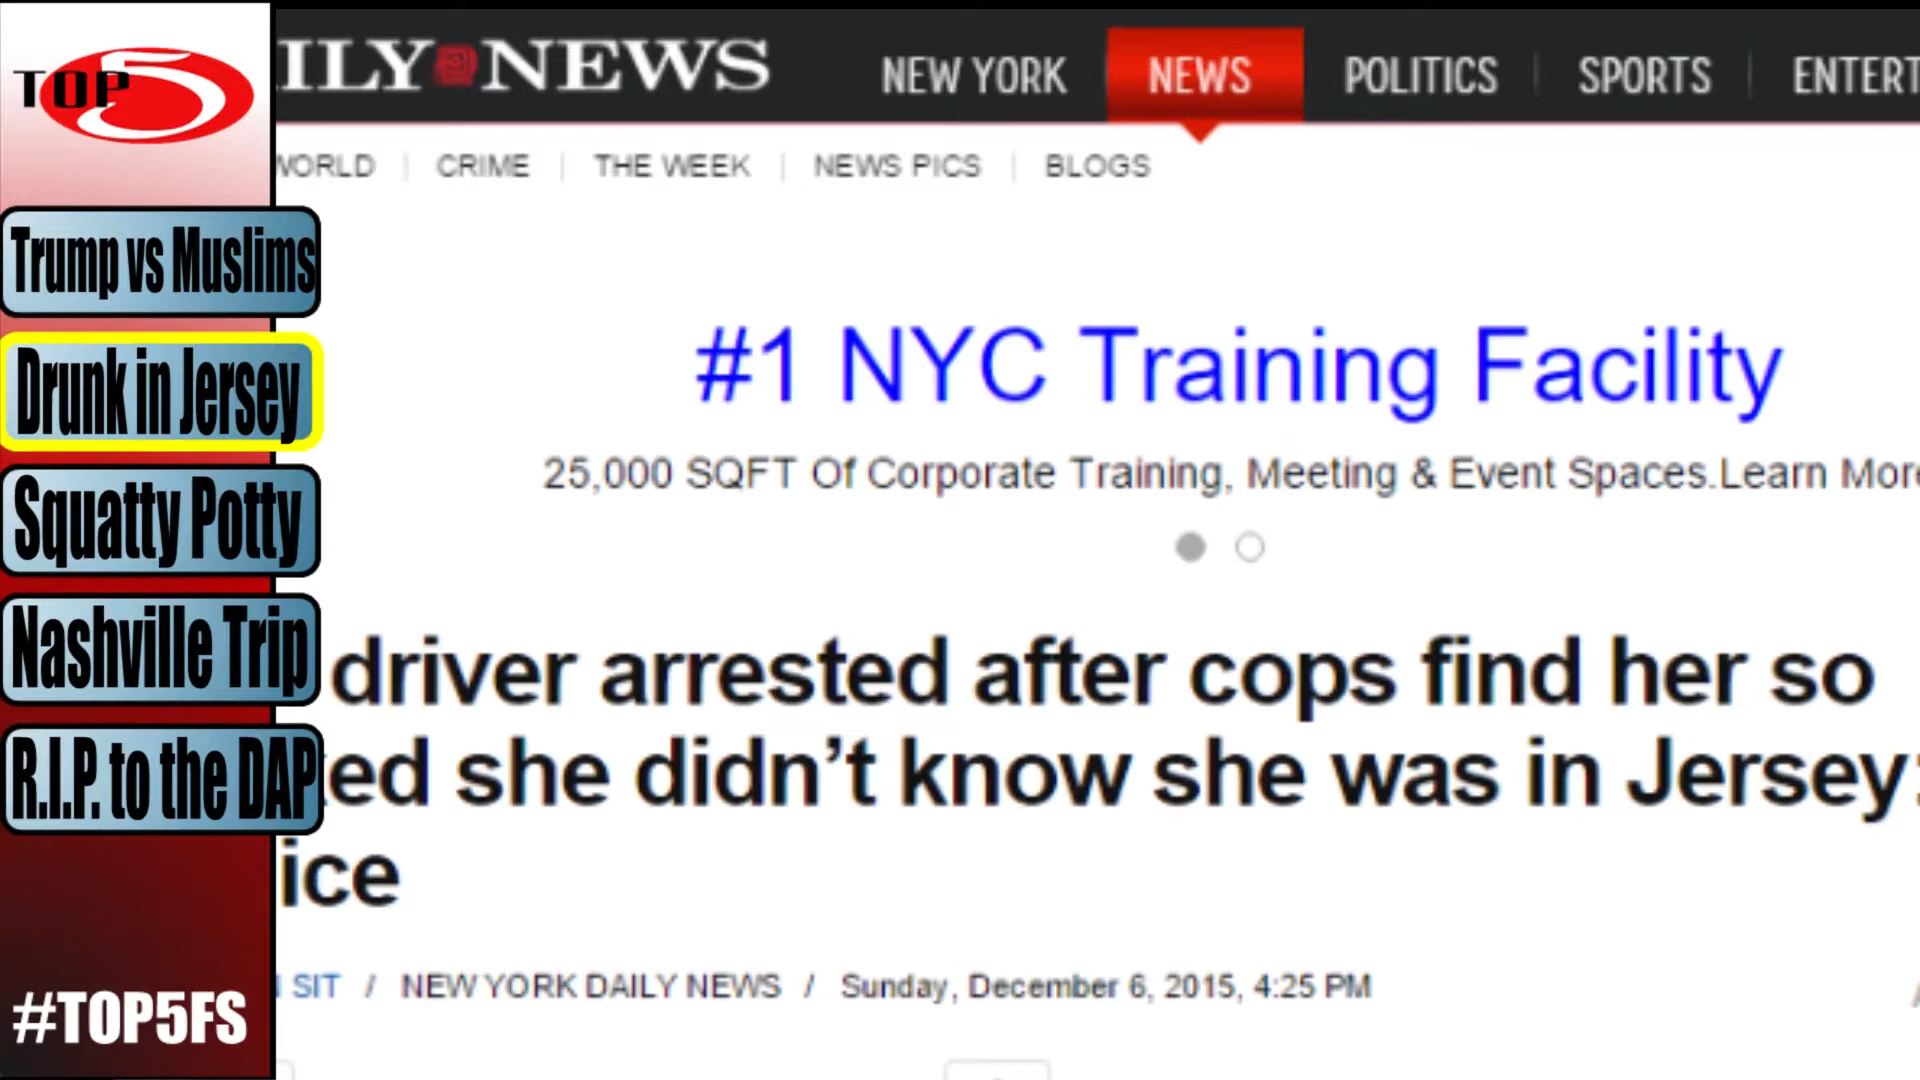 TOP 5
ILY NEWS
NEW YORK
NEWS
POLITICS
SPORTS
ENTERT
WORLD
CRIME
THE WEEK
NEWS PICS
BLOGS
Trump vs Muslims
Drunk in Jersey
Squatty Potty
Nashville Trip
R.I.P. to the DAP
#TOP5FS
#1 NYC Training Facility
25,000 SQFT Of Corporate Training, Meeting & Event Spaces.Learn More
driver arrested after cops find her so
ed she didn't know she was in Jersey:
ice
SIT / NEW YORK DAILY NEWS / Sunday, December 6, 2015, 4:25 PM